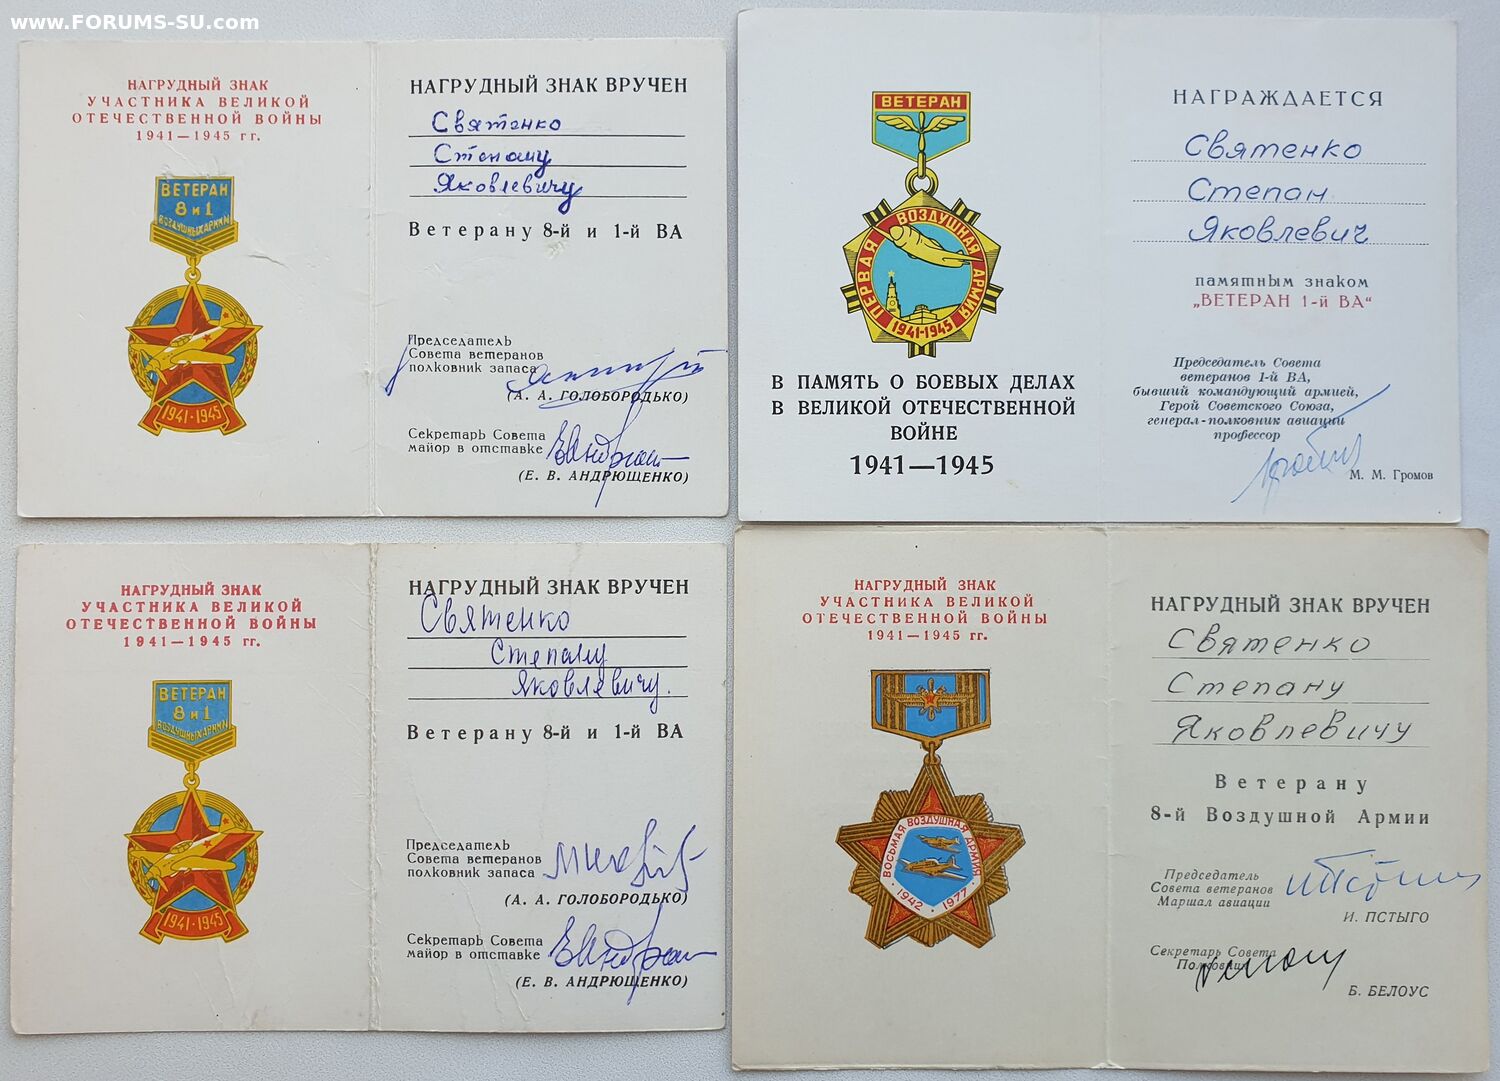 www.FORUMS-SU.com
НАГРУДНЫЙ ЗНАК
УЧАСТНИКА ВЕЛИКОЙ
ОТЕЧЕСТВЕННОЙ ВОЙНЫ
1941—1945 гг.
ВЕТЕРАН
8 и 1
ВОЗДУШНЫХ АРМИЙ
1941·1945
НАГРУДНЫЙ ЗНАК ВРУЧЕН
Святенко
Степану
Яковлевичу
Ветерану 8-й и 1-й ВА
Председатель
Совета ветеранов
полковник запаса
(А. А. ГОЛОБОРОДЬКО)
Секретарь Совета
майор в отставке
(Е. В. АНДРЮЩЕНКО)
ВЕТЕРАН
ПЕРВАЯ ВОЗДУШНАЯ АРМИЯ
1941-1945
В ПАМЯТЬ О БОЕВЫХ ДЕЛАХ
В ВЕЛИКОЙ ОТЕЧЕСТВЕННОЙ
ВОЙНЕ
1941—1945
НАГРАЖДАЕТСЯ
Святенко
Степан
Яковлевич
памятным знаком
„ВЕТЕРАН 1-й ВА“
Председатель Совета
ветеранов 1-й ВА,
бывший командующий армией,
Герой Советского Союза,
генерал-полковник авиации
профессор
М. М. Громов
НАГРУДНЫЙ ЗНАК
УЧАСТНИКА ВЕЛИКОЙ
ОТЕЧЕСТВЕННОЙ ВОЙНЫ
1941—1945 гг.
ВЕТЕРАН
8 и 1
ВОЗДУШНЫХ АРМИЙ
1941·1945
НАГРУДНЫЙ ЗНАК ВРУЧЕН
Святенко
Степану
Яковлевичу.
Ветерану 8-й и 1-й ВА
Председатель
Совета ветеранов
полковник запаса
(А. А. ГОЛОБОРОДЬКО)
Секретарь Совета
майор в отставке
(Е. В. АНДРЮЩЕНКО)
НАГРУДНЫЙ ЗНАК
УЧАСТНИКА ВЕЛИКОЙ
ОТЕЧЕСТВЕННОЙ ВОЙНЫ
1941—1945 гг.
ВОСЬМАЯ ВОЗДУШНАЯ АРМИЯ
1942 · 1977
НАГРУДНЫЙ ЗНАК ВРУЧЕН
Святенко
Степану
Яковлевичу
Ветерану
8-й Воздушной Армии
Председатель
Совета ветеранов
Маршал авиации
И. ПСТЫГО
Секретарь Совета
Полковник
Б. БЕЛОУС